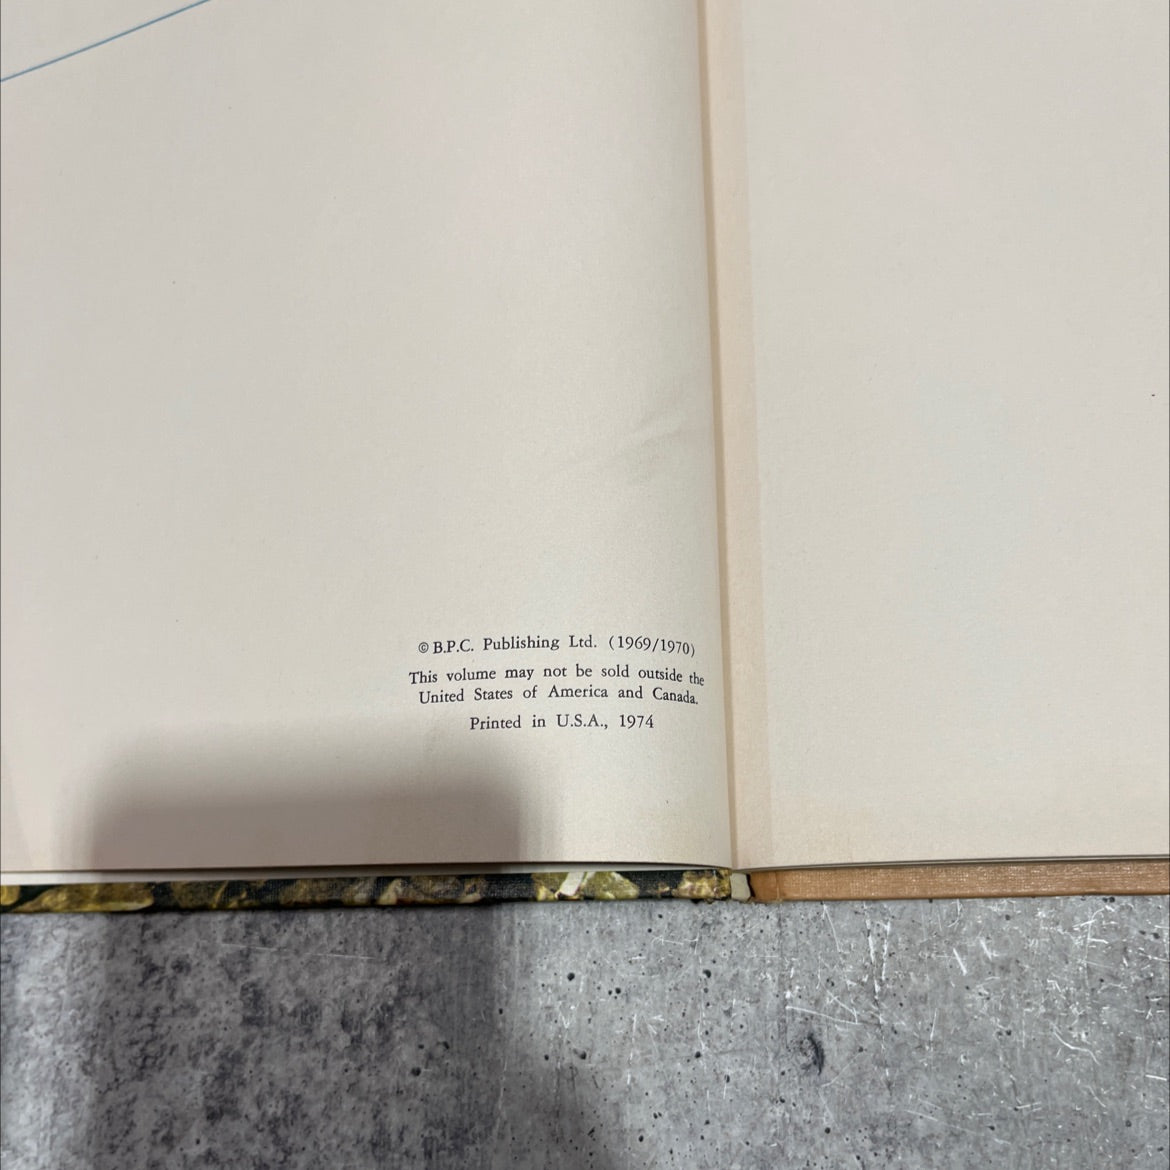 © B.P.C. Publishing Ltd. (1969/1970)
This volume may not be sold outside the
United States of America and Canada.
Printed in U.S.A., 1974